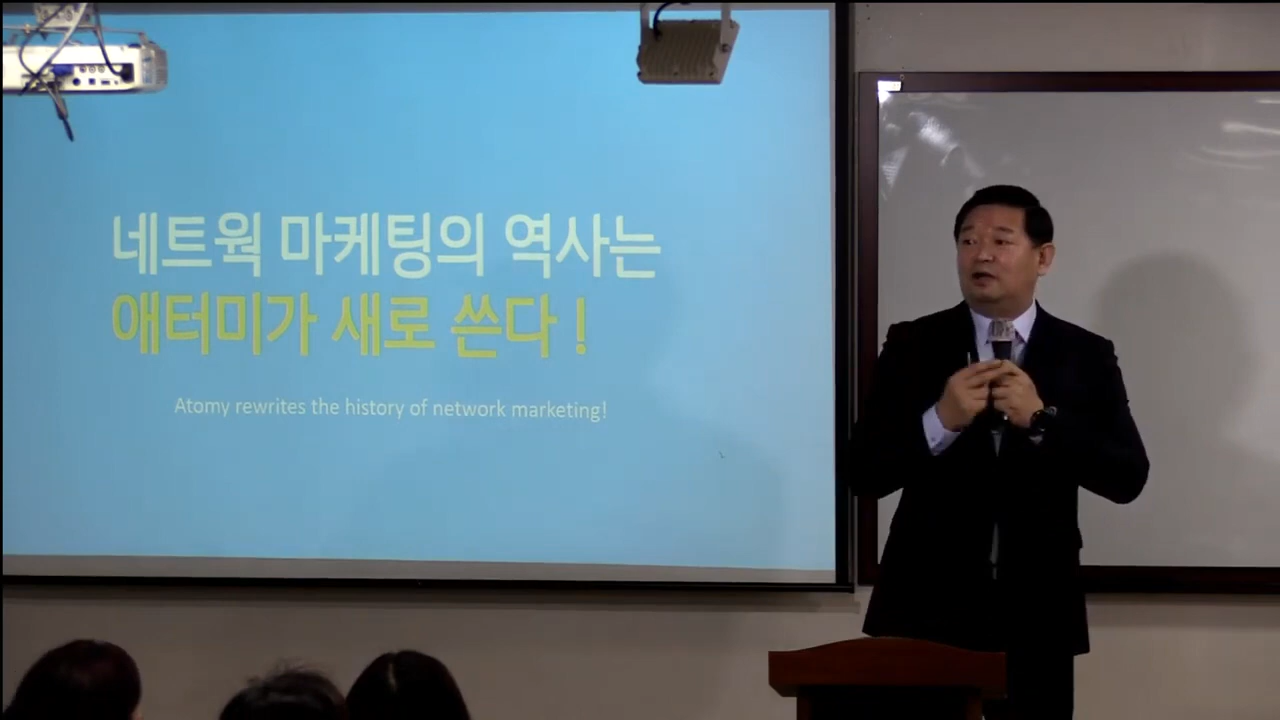 네트웍 마케팅의 역사는
애터미가 새로 쓴다 !
Atomy rewrites the history of network marketing!